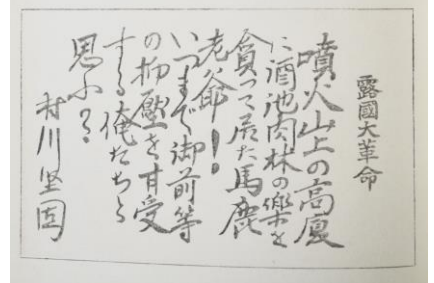 露國大革命
噴火山上の高厦
に酒池肉林の樂を
貪つて居た馬鹿
老爺!
いつまで御前等
の抑壓を甘受
する俺たちと
思ふ?
村川堅固